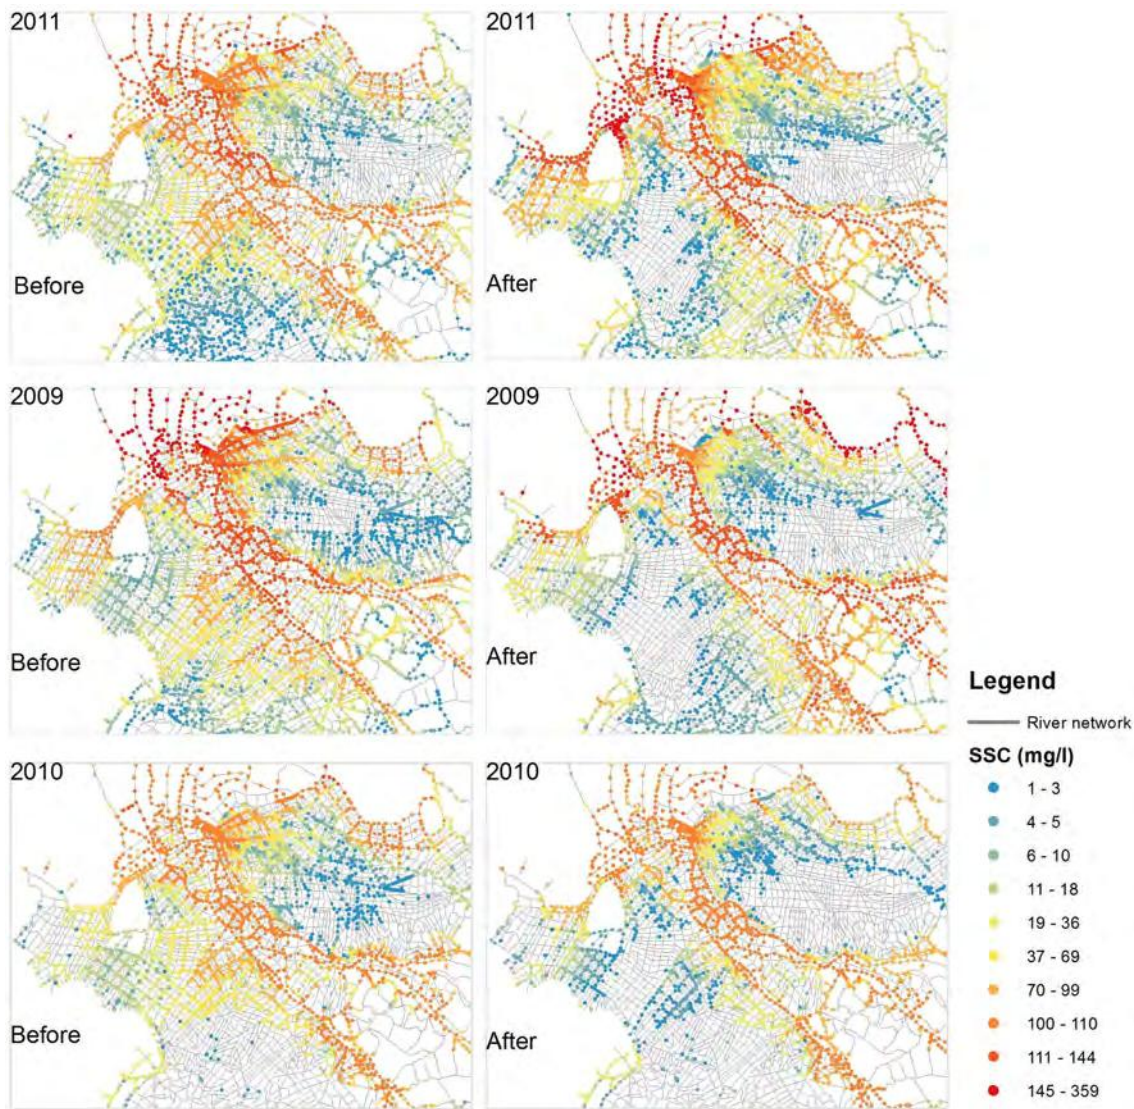 2011
Before
2011
After
2009
Before
2009
After
2010
Before
2010
After
Legend
River network
SSC (mg/l)
1 - 3
4 - 5
6 - 10
11 - 18
19 - 36
37 - 69
70 - 99
100 - 110
111 - 144
145 - 359